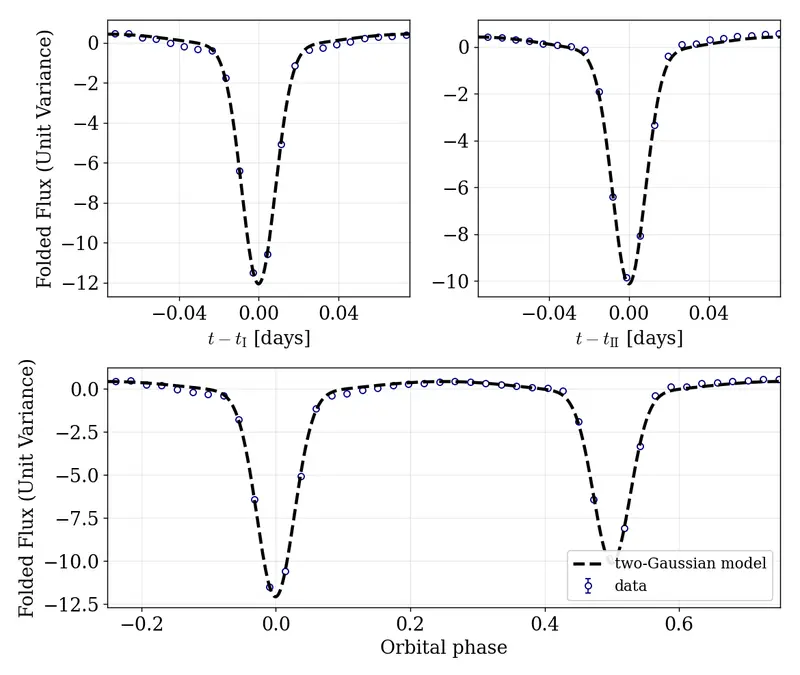 Folded Flux (Unit Variance)
0
−2
−4
−6
−8
−10
−12
−0.04 0.00 0.04
t − t_I [days]
0
−2
−4
−6
−8
−10
−0.04 0.00 0.04
t − t_II [days]
Folded Flux (Unit Variance)
0.0
−2.5
−5.0
−7.5
−10.0
−12.5
two-Gaussian model
data
−0.2 0.0 0.2 0.4 0.6
Orbital phase